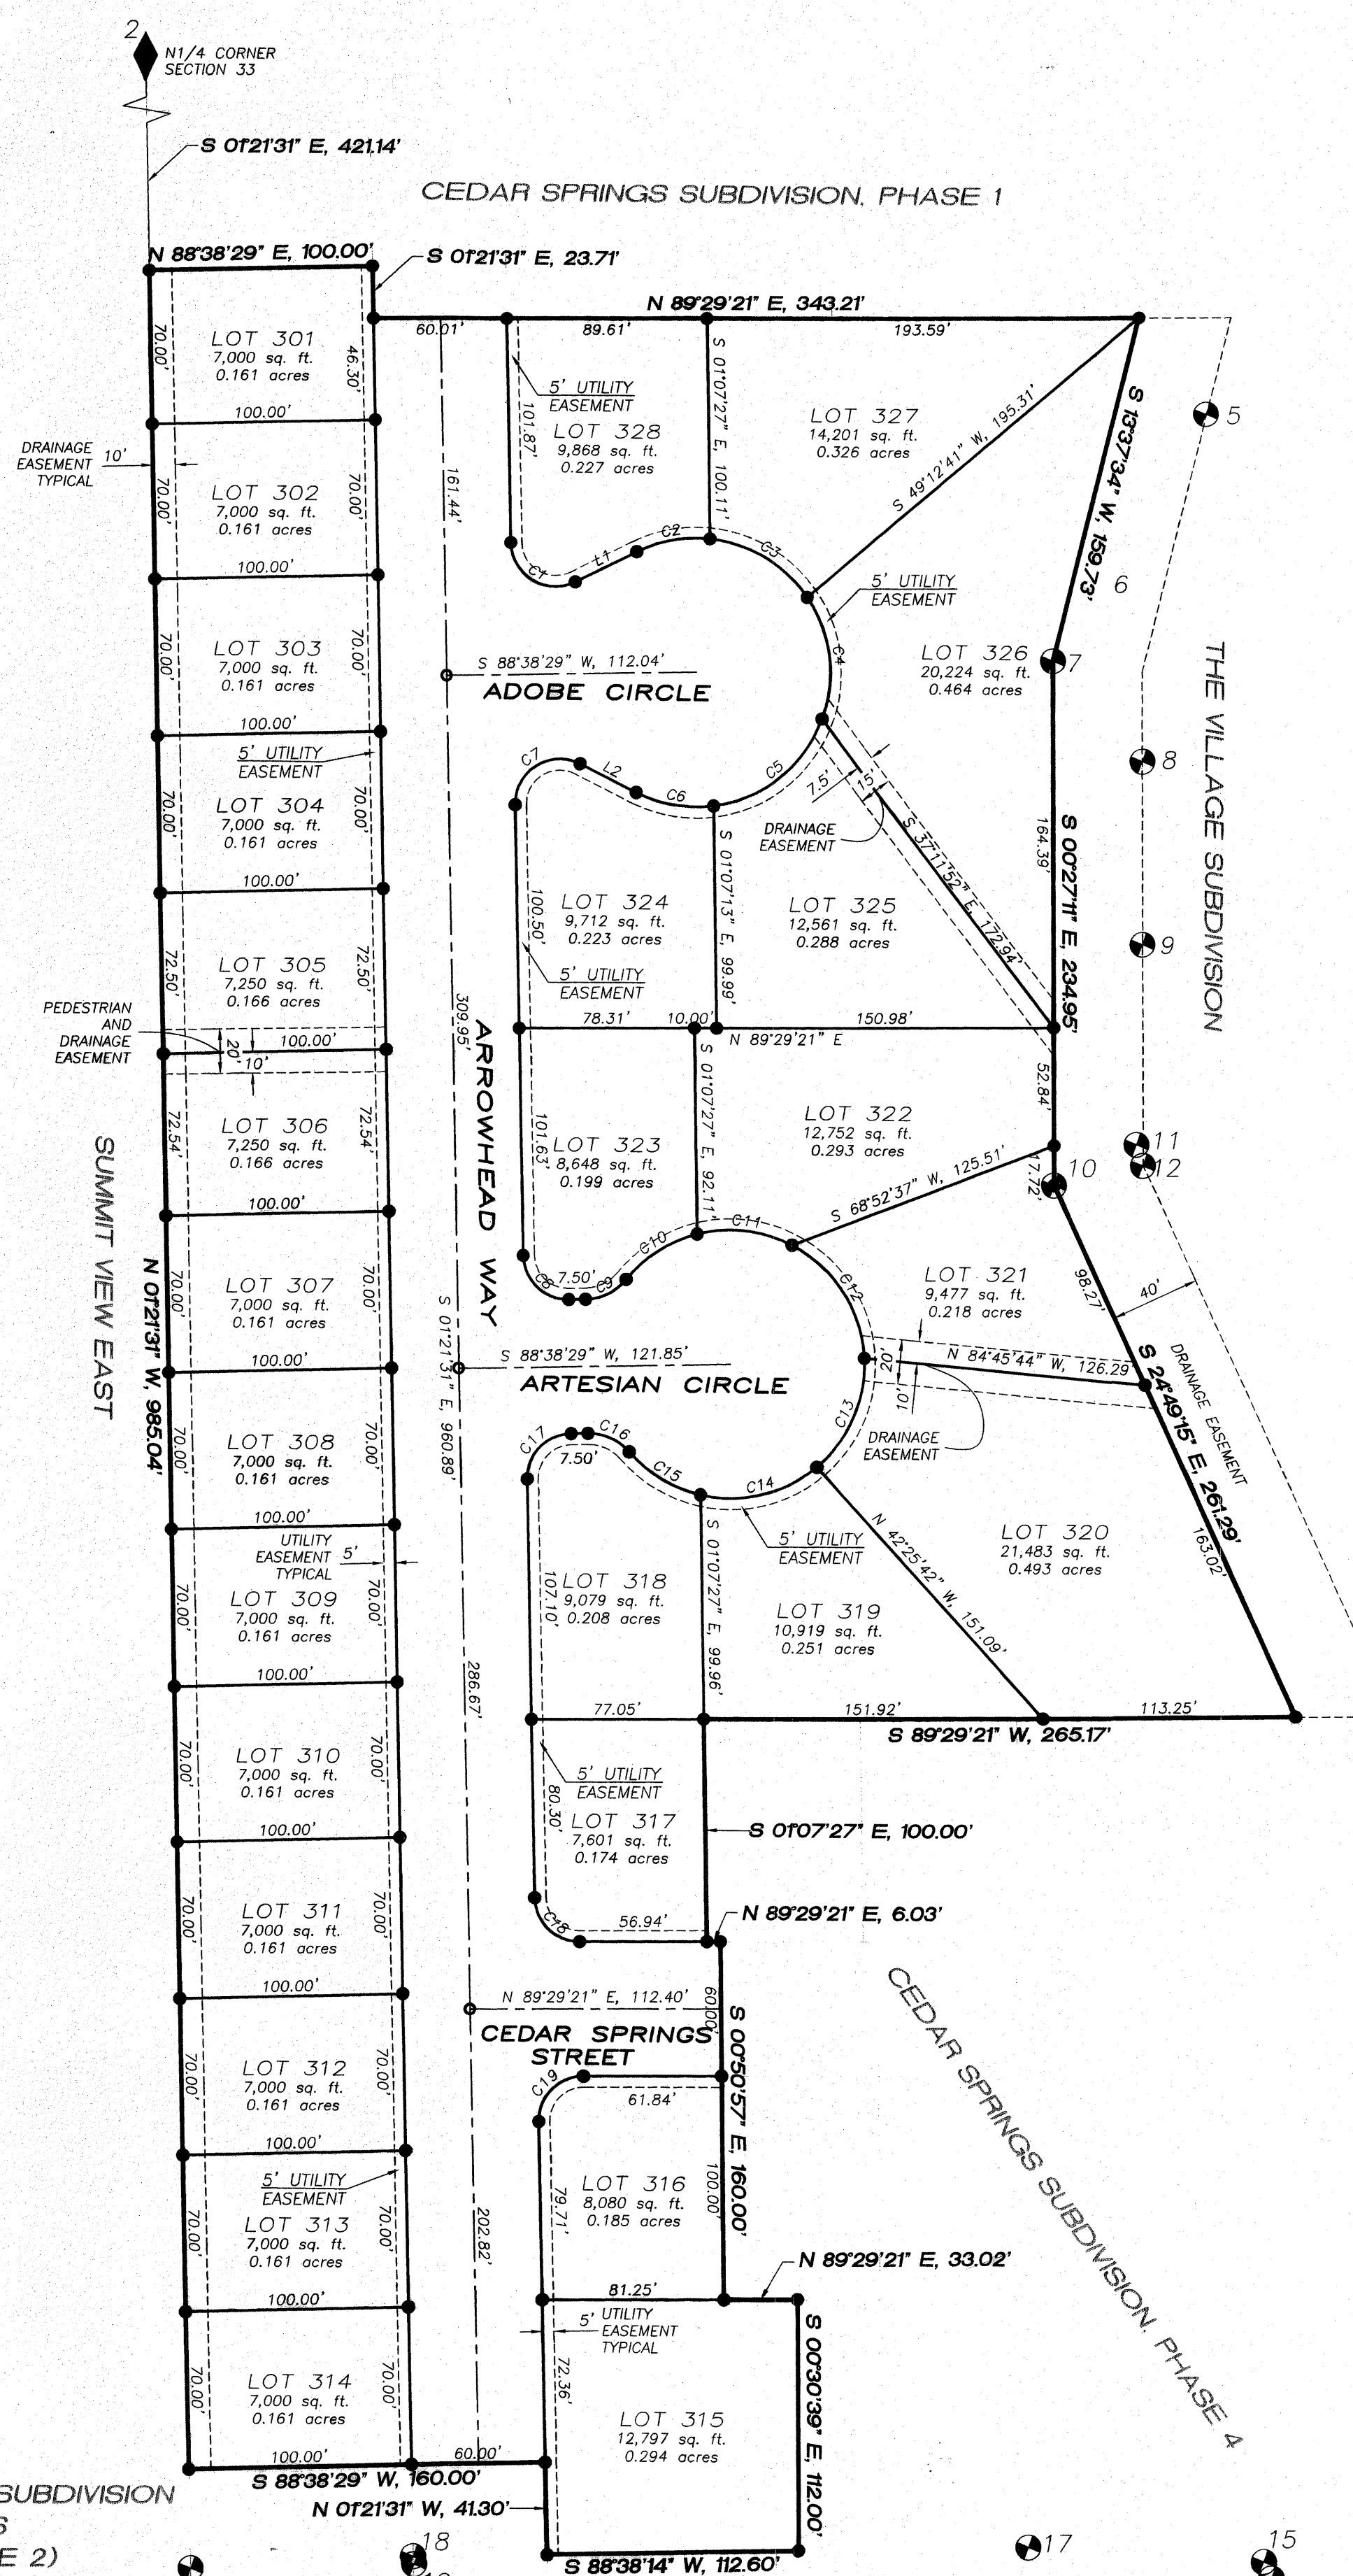 2
N1/4 CORNER
SECTION 33
S 01°21'31" E, 421.14'
CEDAR SPRINGS SUBDIVISION, PHASE 1
N 88°38'29" E, 100.00'
S 01°21'31" E, 23.71'
N 89°29'21" E, 343.21'
60.01'
89.61'
193.59'
LOT 301
7,000 sq. ft.
0.161 acres
70.00'
46.30'
100.00'
DRAINAGE
EASEMENT 10'
TYPICAL
LOT 302
7,000 sq. ft.
0.161 acres
70.00'
70.00'
100.00'
LOT 303
7,000 sq. ft.
0.161 acres
70.00'
70.00'
100.00'
5' UTILITY
EASEMENT
LOT 304
7,000 sq. ft.
0.161 acres
70.00'
70.00'
100.00'
LOT 305
7,250 sq. ft.
0.166 acres
72.50'
72.50'
PEDESTRIAN
AND
DRAINAGE
EASEMENT
100.00'
20'
10'
LOT 306
7,250 sq. ft.
0.166 acres
72.54'
72.54'
100.00'
LOT 307
7,000 sq. ft.
0.161 acres
70.00'
70.00'
100.00'
LOT 308
7,000 sq. ft.
0.161 acres
70.00'
70.00'
100.00'
UTILITY
EASEMENT 5'
TYPICAL
LOT 309
7,000 sq. ft.
0.161 acres
70.00'
70.00'
100.00'
LOT 310
7,000 sq. ft.
0.161 acres
70.00'
70.00'
100.00'
LOT 311
7,000 sq. ft.
0.161 acres
70.00'
70.00'
100.00'
LOT 312
7,000 sq. ft.
0.161 acres
70.00'
70.00'
100.00'
5' UTILITY
EASEMENT
LOT 313
7,000 sq. ft.
0.161 acres
70.00'
70.00'
100.00'
LOT 314
7,000 sq. ft.
0.161 acres
70.00'
70.00'
100.00'
60.00'
S 88°38'29" W, 160.00'
N 01°21'31" W, 41.30'
SUMMIT VIEW EAST
N 01°21'31" W, 985.04'
161.44'
309.95'
ARROWHEAD WAY
S 01°21'31" E, 960.89'
286.67'
202.82'
5' UTILITY
EASEMENT
101.87'
LOT 328
9,868 sq. ft.
0.227 acres
S 01°07'27" E, 100.11'
LOT 327
14,201 sq. ft.
0.326 acres
S 49°12'41" W, 195.31'
S 13°37'34" W, 159.73'
5
6
7
C1
L1
C2
C3
C4
5' UTILITY
EASEMENT
LOT 326
20,224 sq. ft.
0.464 acres
S 88°38'29" W, 112.04'
ADOBE CIRCLE
THE VILLAGE SUBDIVISION
8
9
C7
L2
C6
C5
7.5'
5'
DRAINAGE
EASEMENT
S 37°11'52" E, 172.94'
164.39'
S 00°27'11" E, 234.95'
LOT 324
9,712 sq. ft.
0.223 acres
100.50'
5' UTILITY
EASEMENT
S 01°07'13" E, 99.99'
LOT 325
12,561 sq. ft.
0.288 acres
78.31'
10.00'
150.98'
N 89°29'21" E
52.84'
LOT 323
8,648 sq. ft.
0.199 acres
101.63'
S 01°07'27" E, 92.11'
LOT 322
12,752 sq. ft.
0.293 acres
S 68°52'37" W, 125.51'
17.72'
10
11
12
C8
7.50'
C9
C10
C11
C12
LOT 321
9,477 sq. ft.
0.218 acres
98.27'
40'
DRAINAGE EASEMENT
S 88°38'29" W, 121.85'
ARTESIAN CIRCLE
N 84°45'44" W, 126.29
20'
10'
DRAINAGE
EASEMENT
S 24°49'15" E, 261.29'
163.02'
C17
7.50'
C16
C15
C14
C13
5' UTILITY
EASEMENT
LOT 320
21,483 sq. ft.
0.493 acres
LOT 318
9,079 sq. ft.
0.208 acres
107.10'
S 01°07'27" E, 99.96'
LOT 319
10,919 sq. ft.
0.251 acres
N 42°25'42" W, 151.09'
77.05'
151.92'
113.25'
S 89°29'21" W, 265.17'
5' UTILITY
EASEMENT
80.30'
LOT 317
7,601 sq. ft.
0.174 acres
S 01°07'27" E, 100.00'
C18
56.94'
N 89°29'21" E, 6.03'
N 89°29'21" E, 112.40'
60.00'
CEDAR SPRINGS
STREET
C19
61.84'
S 00°50'57" E, 160.00'
LOT 316
8,080 sq. ft.
0.185 acres
79.71'
100.00'
N 89°29'21" E, 33.02'
81.25'
5' UTILITY
EASEMENT
TYPICAL
72.36'
LOT 315
12,797 sq. ft.
0.294 acres
S 00°30'39" E, 112.00'
S 88°38'14" W, 112.60'
CEDAR SPRINGS SUBDIVISION, PHASE 4
SUBDIVISION
E 2)
18
17
15